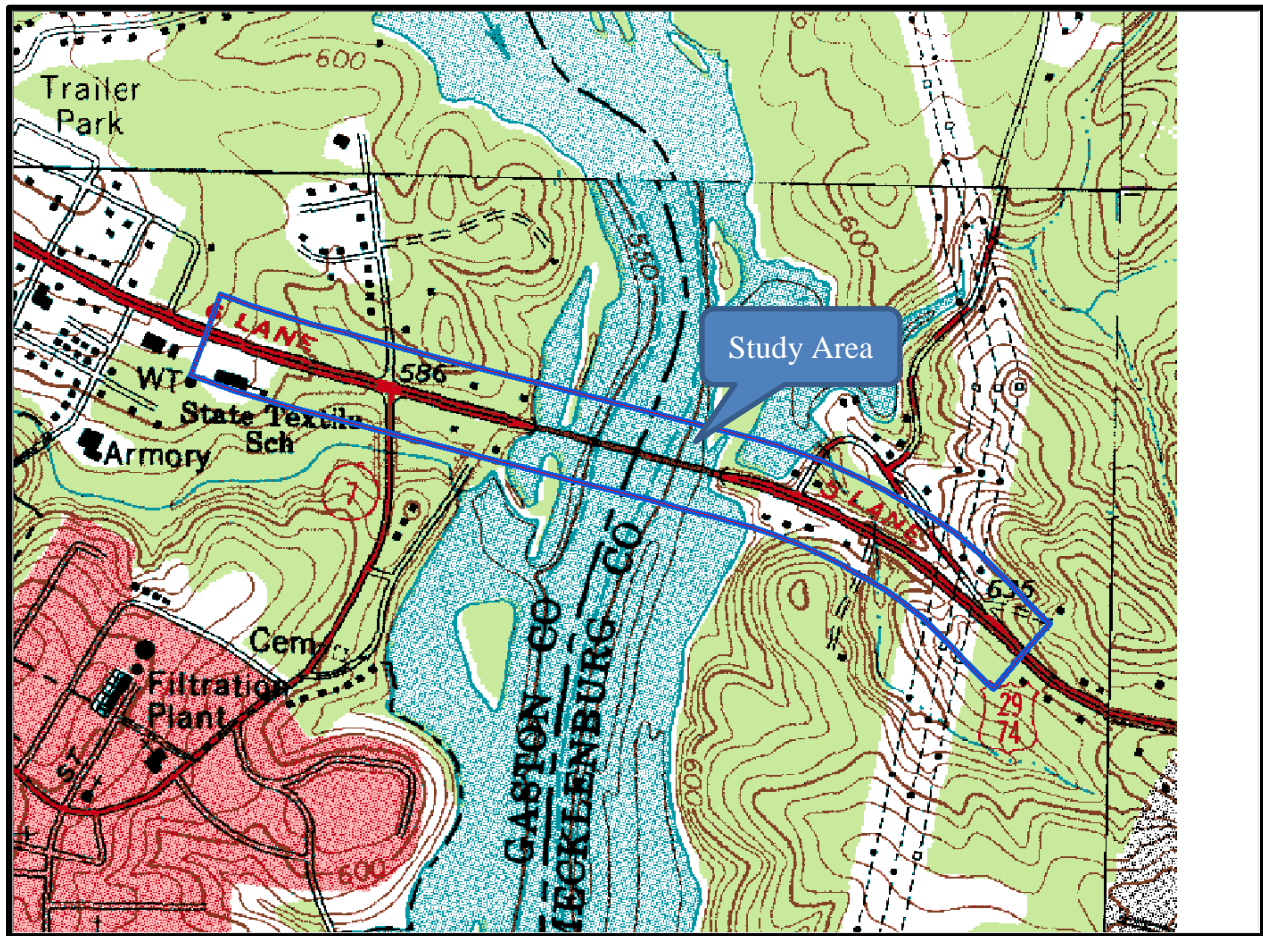 600
Trailer
Park
550
600
6 LANE
Study Area
586
WT
State Textile
Sch
Armory
7
5 LANE
635
Cem
Filtration
Plant
ST
29
74
GASTON CO
MECKLENBURG CO
600
600